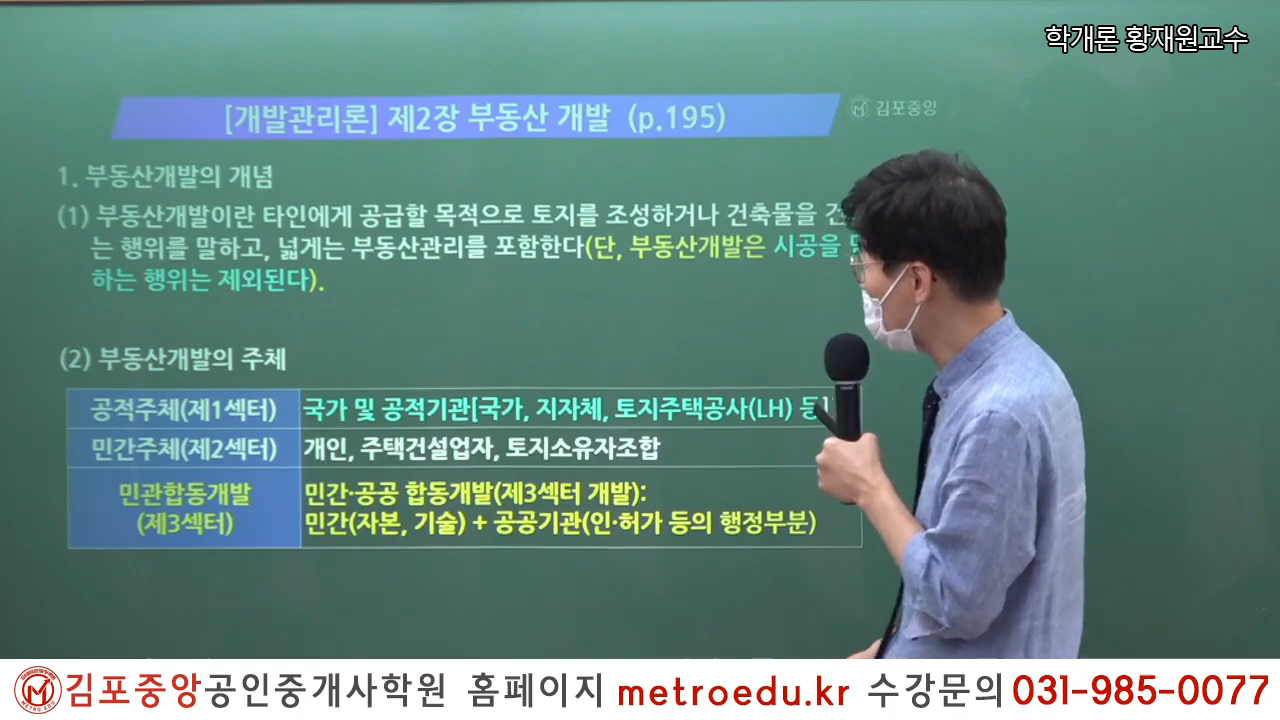 학개론 황재원교수
[개발관리론] 제2장 부동산 개발 (p.195)
김포중앙
1. 부동산개발의 개념
(1) 부동산개발이란 타인에게 공급할 목적으로 토지를 조성하거나 건축물을
는 행위를 말하고, 넓게는 부동산관리를 포함한다(단, 부동산개발은 시공을
하는 행위는 제외된다).
(2) 부동산개발의 주체
공적주체(제1섹터) 국가 및 공적기관[국가, 지자체, 토지주택공사(LH) 등]
민간주체(제2섹터) 개인, 주택건설업자, 토지소유자조합
민관합동개발
(제3섹터)
민간·공공 합동개발(제3섹터 개발):
민간(자본, 기술) + 공공기관(인·허가 등의 행정부분)
김포중앙공인중개사학원 홈페이지 metroedu.kr 수강문의 031-985-0077